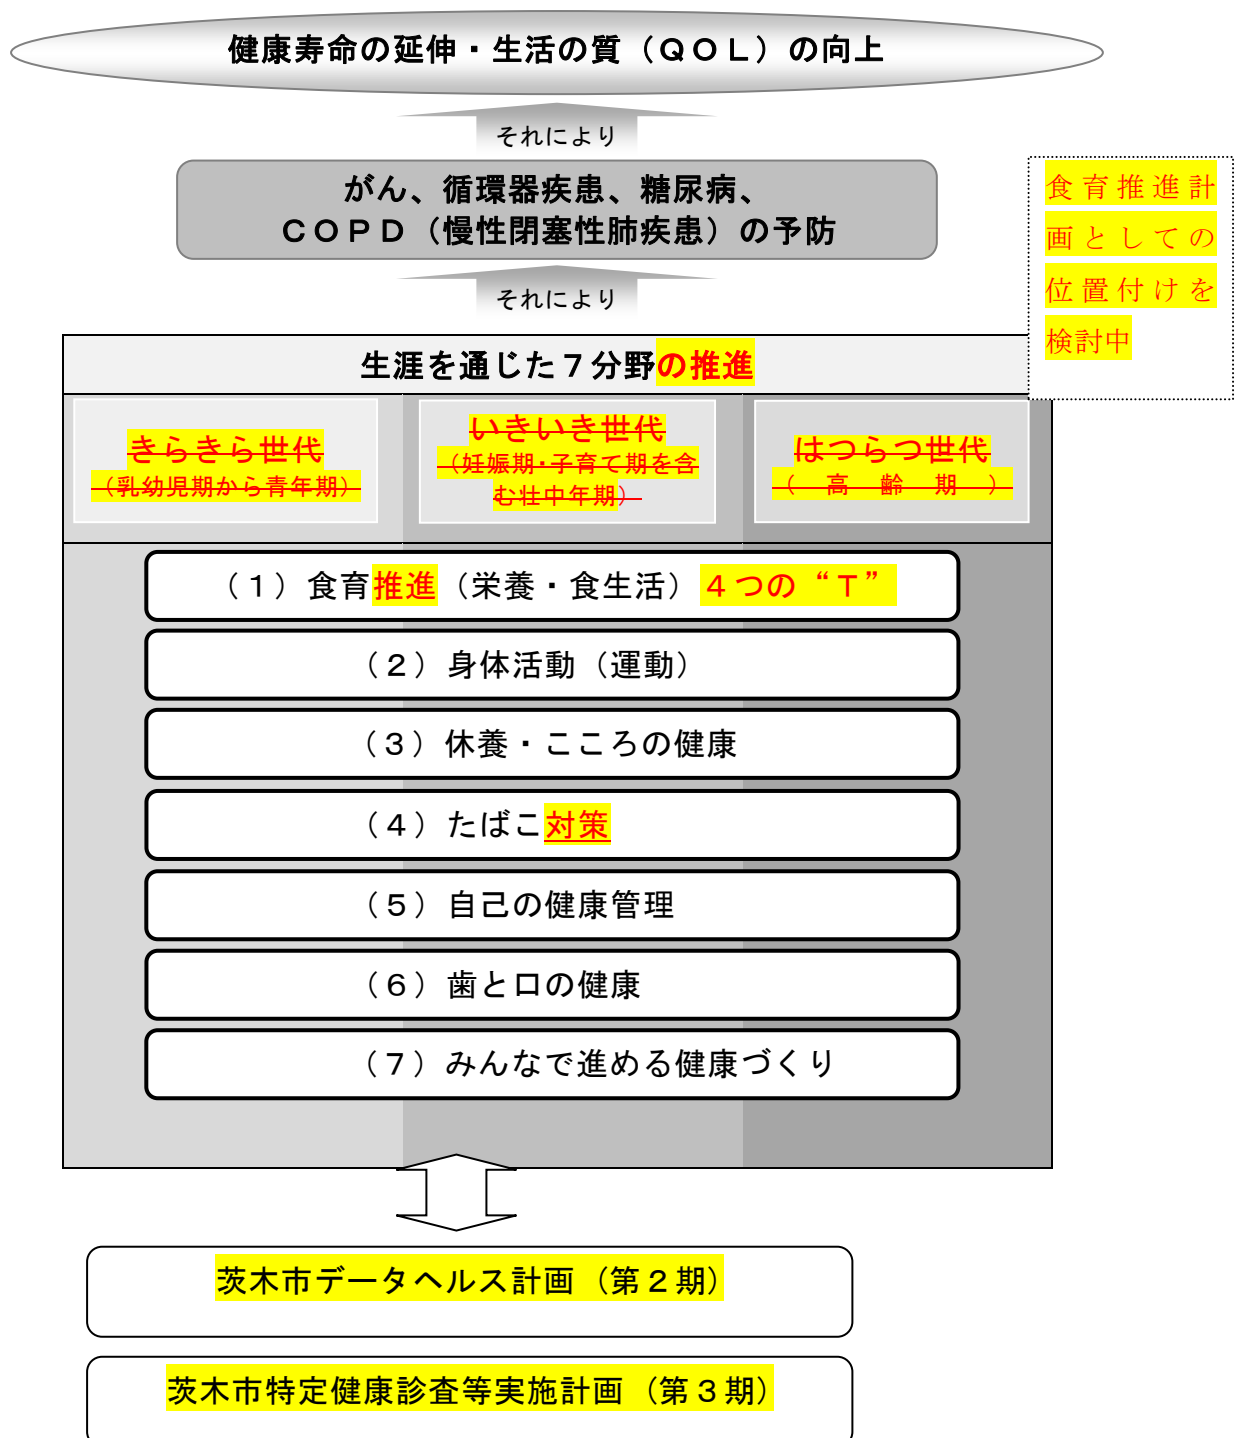 健康寿命の延伸・生活の質（ＱＯＬ）の向上
それにより
がん、循環器疾患、糖尿病、
ＣＯＰＤ（慢性閉塞性肺疾患）の予防
それにより
食育推進計
画としての
位置付けを
検討中
生涯を通じた７分野の推進
きらきら世代
（乳幼児期から青年期）
いきいき世代
（妊娠期・子育て期を含
む壮中年期）
はつらつ世代
（高齢期）
（１）食育推進（栄養・食生活）４つの“Ｔ”
（２）身体活動（運動）
（３）休養・こころの健康
（４）たばこ対策
（５）自己の健康管理
（６）歯と口の健康
（７）みんなで進める健康づくり
茨木市データヘルス計画（第２期）
茨木市特定健康診査等実施計画（第３期）